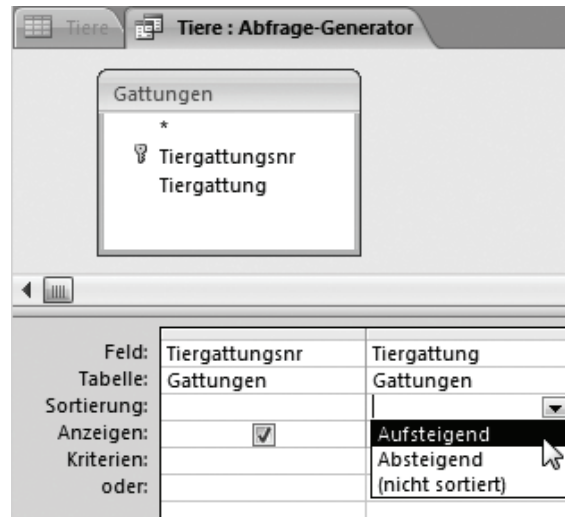 Tiere Tiere : Abfrage-Generator
Gattungen
*
Tiergattungsnr
Tiergattung
Feld: Tiergattungsnr Tiergattung
Tabelle: Gattungen Gattungen
Sortierung:
Anzeigen: Aufsteigend
Kriterien: Absteigend
oder: (nicht sortiert)